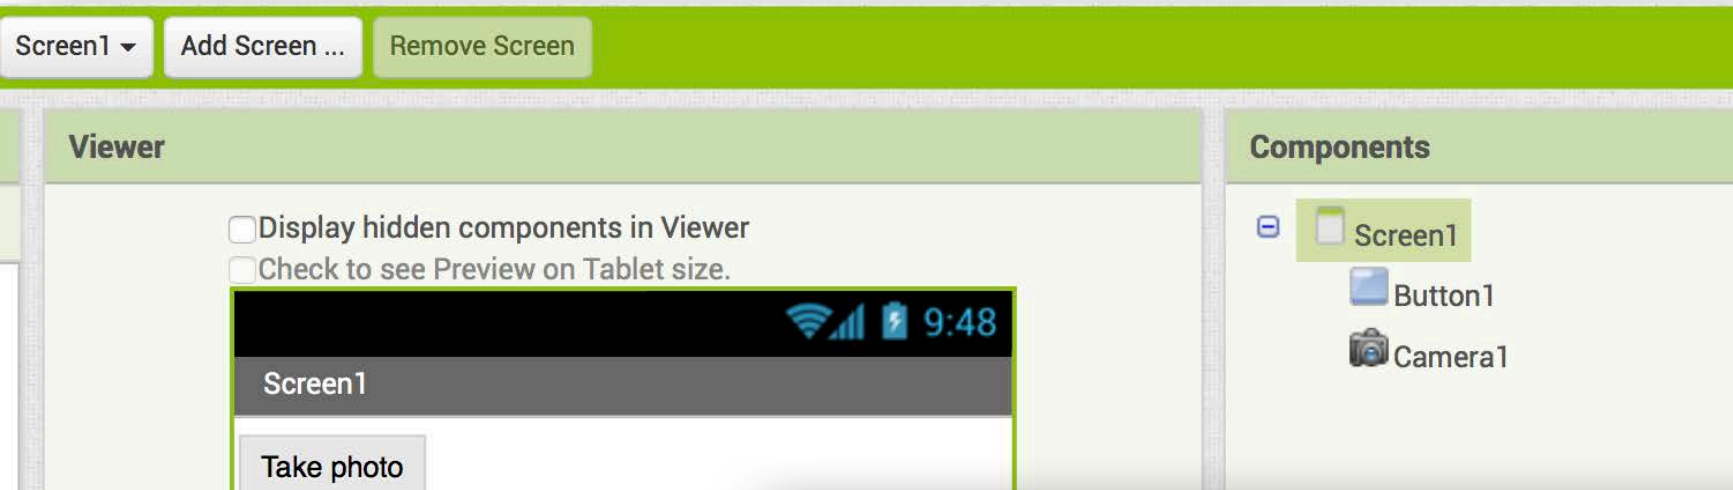 Screen1
Add Screen ...
Remove Screen
Viewer
Display hidden components in Viewer
Check to see Preview on Tablet size.
9:48
Screen1
Take photo
Components
Screen1
Button1
Camera1